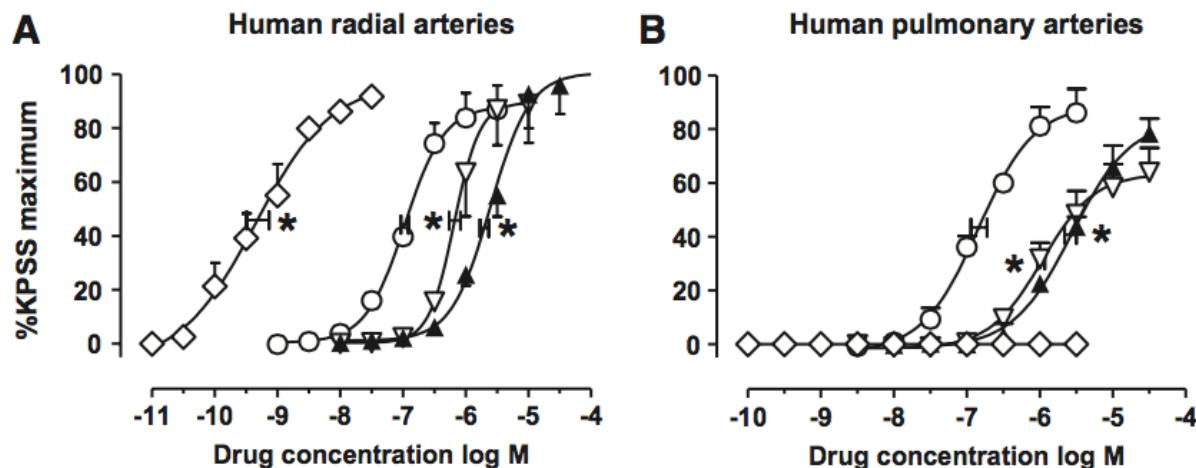 A Human radial arteries
%KPSS maximum
100
80
60
40
20
0
* * *
-11 -10 -9 -8 -7 -6 -5 -4
Drug concentration log M
B Human pulmonary arteries
100
80
60
40
20
0
* *
-10 -9 -8 -7 -6 -5 -4
Drug concentration log M